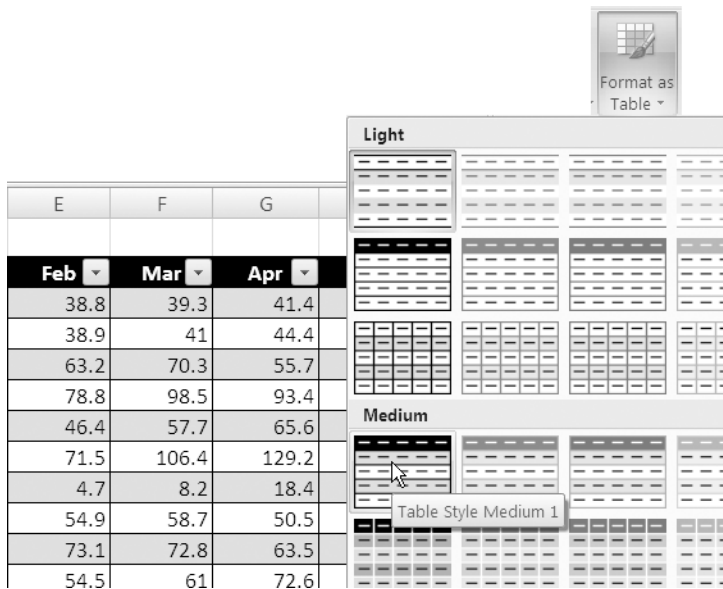 Format as
Table
Light
E F G
Feb Mar Apr
38.8 39.3 41.4
38.9 41 44.4
63.2 70.3 55.7
78.8 98.5 93.4
Medium
46.4 57.7 65.6
71.5 106.4 129.2
4.7 8.2 18.4
Table Style Medium 1
54.9 58.7 50.5
73.1 72.8 63.5
54.5 61 72.6